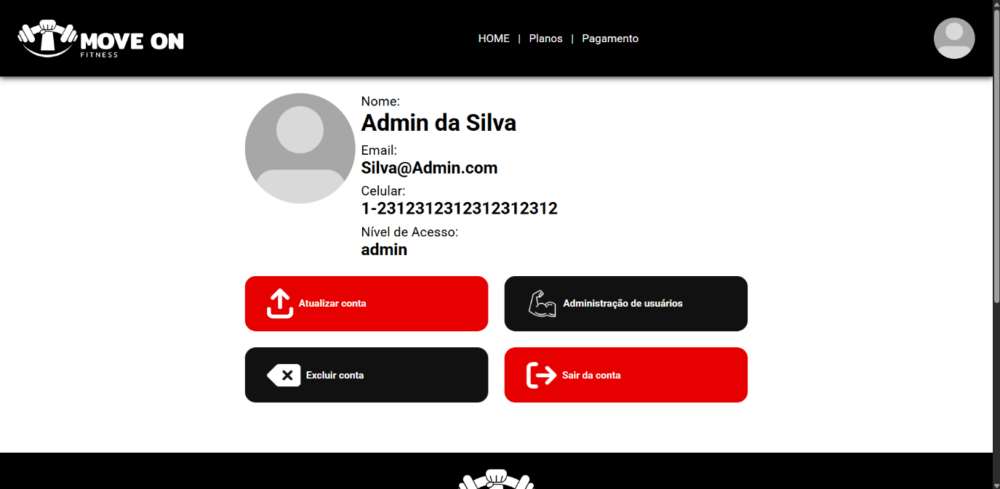 MOVE ON
FITNESS
HOME | Planos | Pagamento
Nome:
Admin da Silva
Email:
Silva@Admin.com
Celular:
1-2312312312312312312
Nível de Acesso:
admin
Atualizar conta
Administração de usuários
Excluir conta
Sair da conta